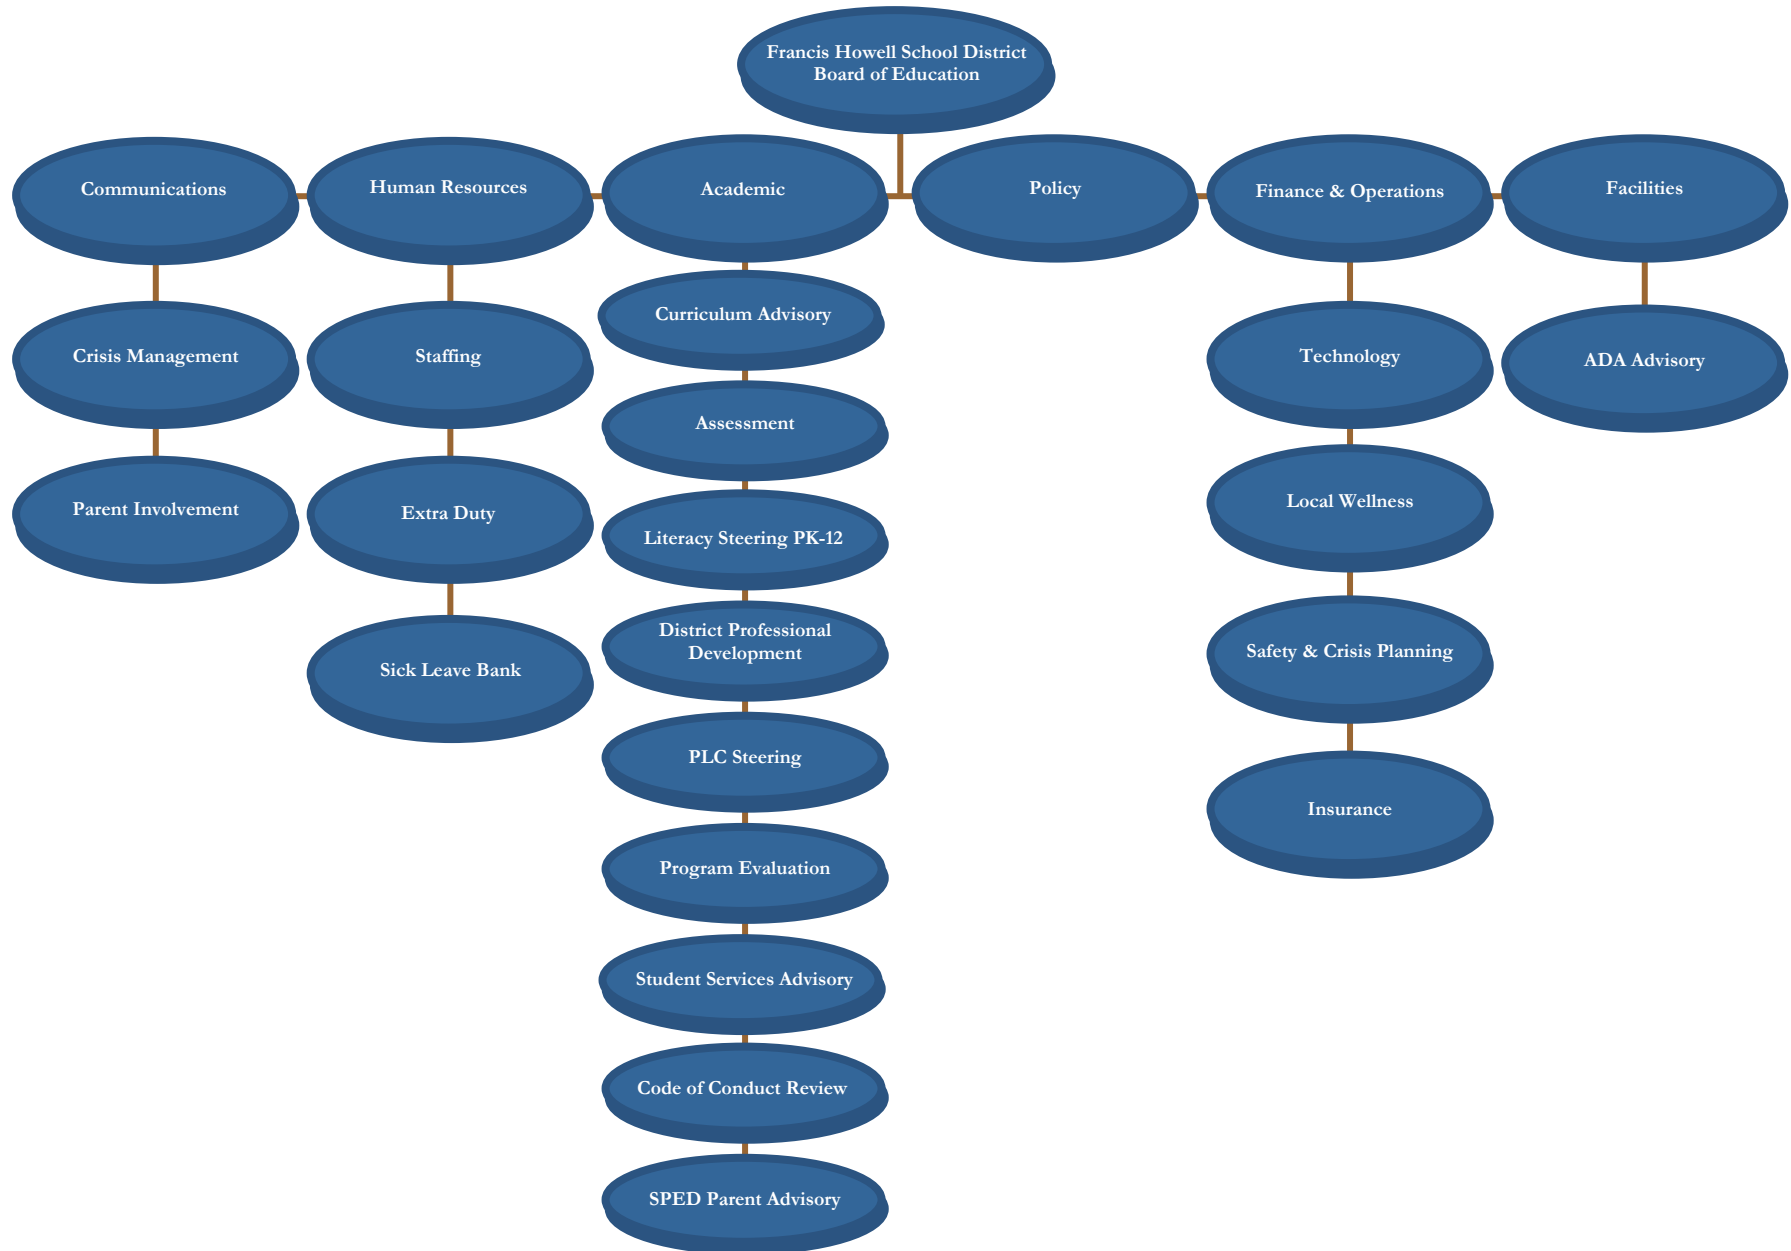 Francis Howell School District
Board of Education
Communications
Human Resources
Academic
Policy
Finance & Operations
Facilities
Crisis Management
Parent Involvement
Staffing
Extra Duty
Sick Leave Bank
Curriculum Advisory
Assessment
Literacy Steering PK-12
District Professional
Development
PLC Steering
Program Evaluation
Student Services Advisory
Code of Conduct Review
SPED Parent Advisory
Technology
Local Wellness
Safety & Crisis Planning
Insurance
ADA Advisory